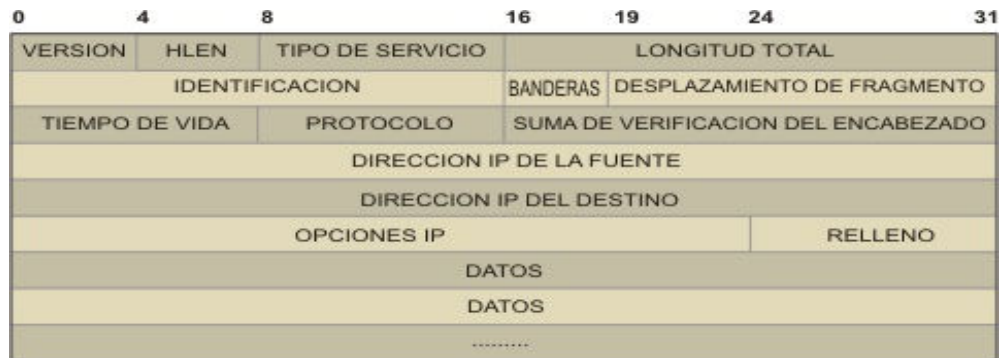 0 4 8 16 19 24 31
VERSION HLEN TIPO DE SERVICIO LONGITUD TOTAL
IDENTIFICACION BANDERAS DESPLAZAMIENTO DE FRAGMENTO
TIEMPO DE VIDA PROTOCOLO SUMA DE VERIFICACION DEL ENCABEZADO
DIRECCION IP DE LA FUENTE
DIRECCION IP DEL DESTINO
OPCIONES IP RELLENO
DATOS
DATOS
.........